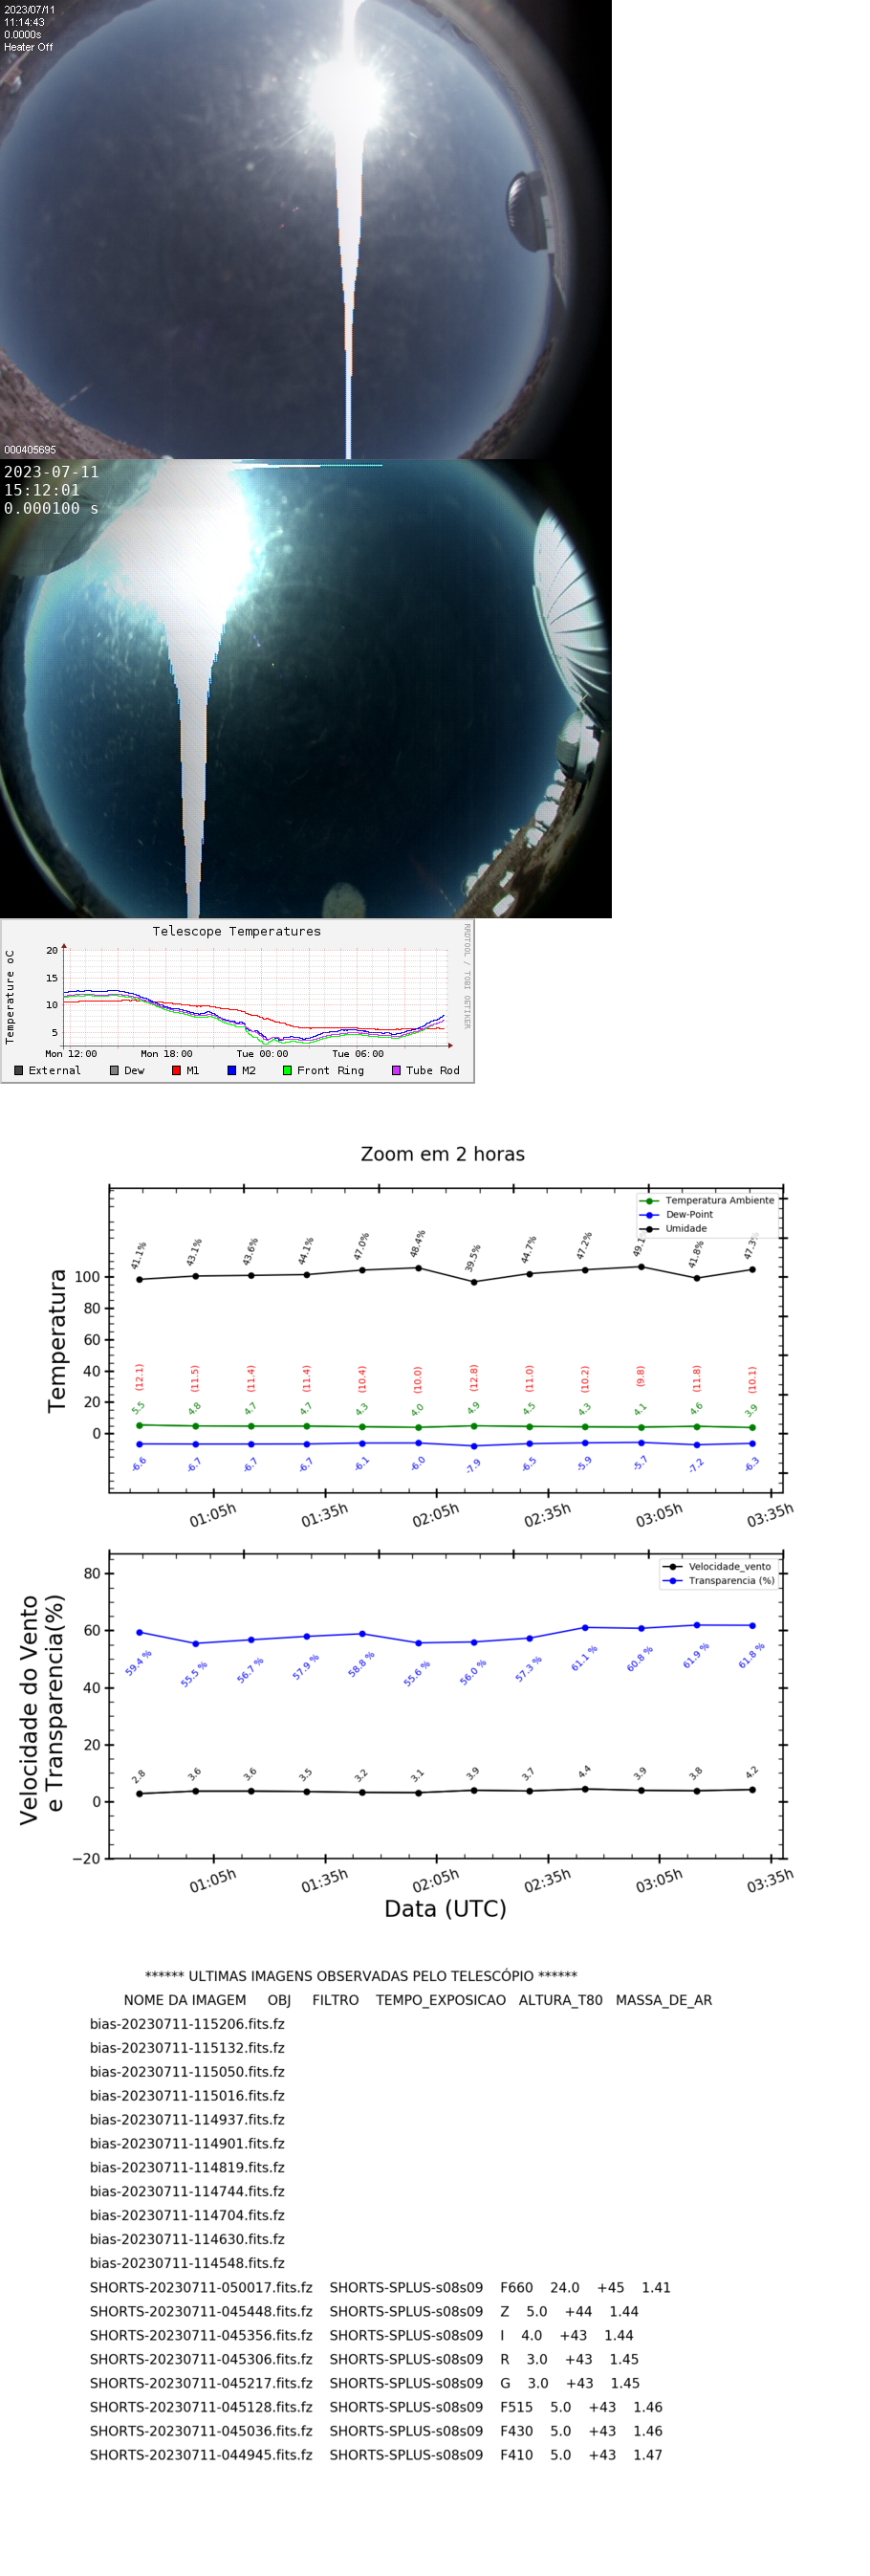 2023/07/11
11:14:43
0.0000s
Heater Off
000405695
2023-07-11
15:12:01
0.000100 s
Telescope Temperatures
RRDTOOL / TOBI OETIKER
Temperature oC
20
15
10
5
Mon 12:00 Mon 18:00 Tue 00:00 Tue 06:00
External Dew M1 M2 Front Ring Tube Rod
Zoom em 2 horas
Temperatura Ambiente
Dew-Point
Umidade
Temperatura
100
80
60
40
20
0
41.1% 43.1% 43.6% 44.1% 47.0% 48.4% 39.5% 44.7% 47.2% 49.1 41.8% 47.3%
(12.1) (11.5) (11.4) (11.4) (10.4) (10.0) (12.8) (11.0) (10.2) (9.8) (11.8) (10.1)
5.5 4.8 4.7 4.7 4.3 4.0 4.9 4.5 4.3 4.1 4.6 3.9
-6.6 -6.7 -6.7 -6.7 -6.1 -6.0 -7.9 -6.5 -5.9 -5.7 -7.2 -6.3
01:05h 01:35h 02:05h 02:35h 03:05h 03:35h
Velocidade_vento
Transparencia (%)
Velocidade do Vento
e Transparencia(%)
80
60
40
20
0
−20
59.4 % 55.5 % 56.7 % 57.9 % 58.8 % 55.6 % 56.0 % 57.3 % 61.1 % 60.8 % 61.9 % 61.8 %
2.8 3.6 3.6 3.5 3.2 3.1 3.9 3.7 4.4 3.9 3.8 4.2
01:05h 01:35h 02:05h 02:35h 03:05h 03:35h
Data (UTC)
****** ULTIMAS IMAGENS OBSERVADAS PELO TELESCÓPIO ******
NOME DA IMAGEM OBJ FILTRO TEMPO_EXPOSICAO ALTURA_T80 MASSA_DE_AR
bias-20230711-115206.fits.fz
bias-20230711-115132.fits.fz
bias-20230711-115050.fits.fz
bias-20230711-115016.fits.fz
bias-20230711-114937.fits.fz
bias-20230711-114901.fits.fz
bias-20230711-114819.fits.fz
bias-20230711-114744.fits.fz
bias-20230711-114704.fits.fz
bias-20230711-114630.fits.fz
bias-20230711-114548.fits.fz
SHORTS-20230711-050017.fits.fz SHORTS-SPLUS-s08s09 F660 24.0 +45 1.41
SHORTS-20230711-045448.fits.fz SHORTS-SPLUS-s08s09 Z 5.0 +44 1.44
SHORTS-20230711-045356.fits.fz SHORTS-SPLUS-s08s09 I 4.0 +43 1.44
SHORTS-20230711-045306.fits.fz SHORTS-SPLUS-s08s09 R 3.0 +43 1.45
SHORTS-20230711-045217.fits.fz SHORTS-SPLUS-s08s09 G 3.0 +43 1.45
SHORTS-20230711-045128.fits.fz SHORTS-SPLUS-s08s09 F515 5.0 +43 1.46
SHORTS-20230711-045036.fits.fz SHORTS-SPLUS-s08s09 F430 5.0 +43 1.46
SHORTS-20230711-044945.fits.fz SHORTS-SPLUS-s08s09 F410 5.0 +43 1.47